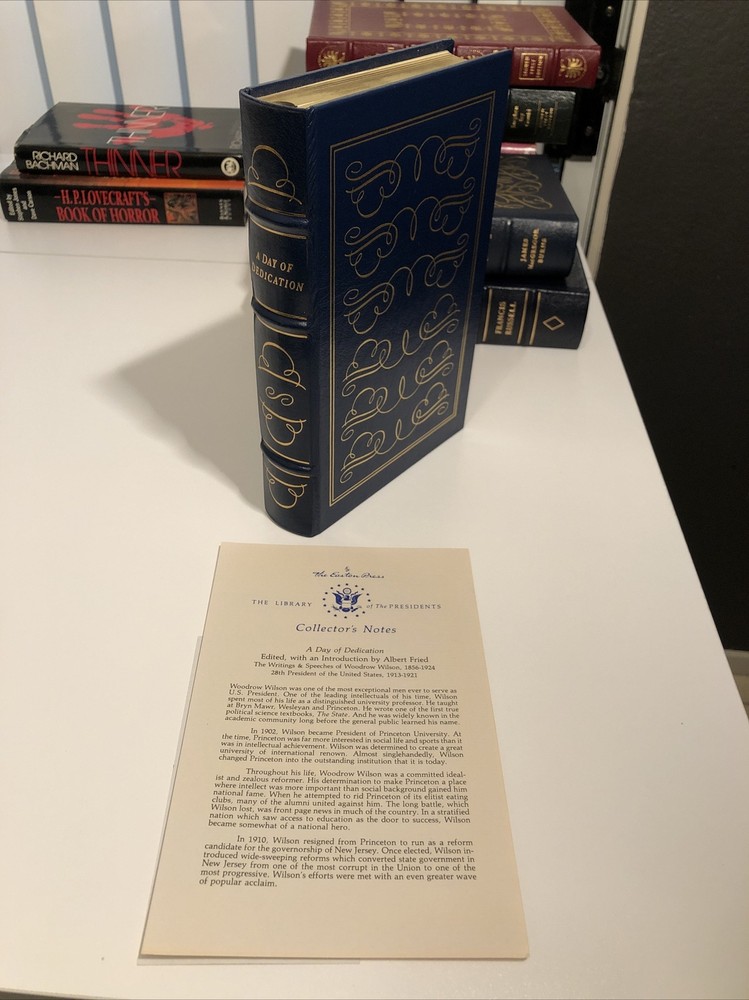 RICHARD
BACHMAN
THINNER
THINNER
Edited by
Stephen Jones
and
Dave Carson
H.P. LOVECRAFT'S
BOOK OF HORROR
A DAY OF
DEDICATION
JAMES
MACGREGOR
BURNS
FRANCIS
RUSSELL
The Easton Press
THE LIBRARY of The PRESIDENTS
Collector's Notes
A Day of Dedication
Edited, with an Introduction by Albert Fried
The Writings & Speeches of Woodrow Wilson, 1856-1924
28th President of the United States, 1913-1921
Woodrow Wilson was one of the most exceptional men ever to serve as
U.S. President. One of the leading intellectuals of his time, Wilson
spent most of his life as a distinguished university professor. He taught
at Bryn Mawr, Wesleyan and Princeton. He wrote one of the first true
political science textbooks, The State. And he was widely known in the
academic community long before the general public learned his name.
In 1902, Wilson became President of Princeton University. At
the time, Princeton was far more interested in social life and sports than it
was in intellectual achievement. Wilson was determined to create a great
university of international renown. Almost singlehandedly, Wilson
changed Princeton into the outstanding institution that it is today.
Throughout his life, Woodrow Wilson was a committed ideal-
ist and zealous reformer. His determination to make Princeton a place
where intellect was more important than social background gained him
national fame. When he attempted to rid Princeton of its elitist eating
clubs, many of the alumni united against him. The long battle, which
Wilson lost, was front page news in much of the country. In a stratified
nation which saw access to education as the door to success, Wilson
became somewhat of a national hero.
In 1910, Wilson resigned from Princeton to run as a reform
candidate for the governorship of New Jersey. Once elected, Wilson in-
troduced wide-sweeping reforms which converted state government in
New Jersey from one of the most corrupt in the Union to one of the
most progressive. Wilson's efforts were met with an even greater wave
of popular acclaim.